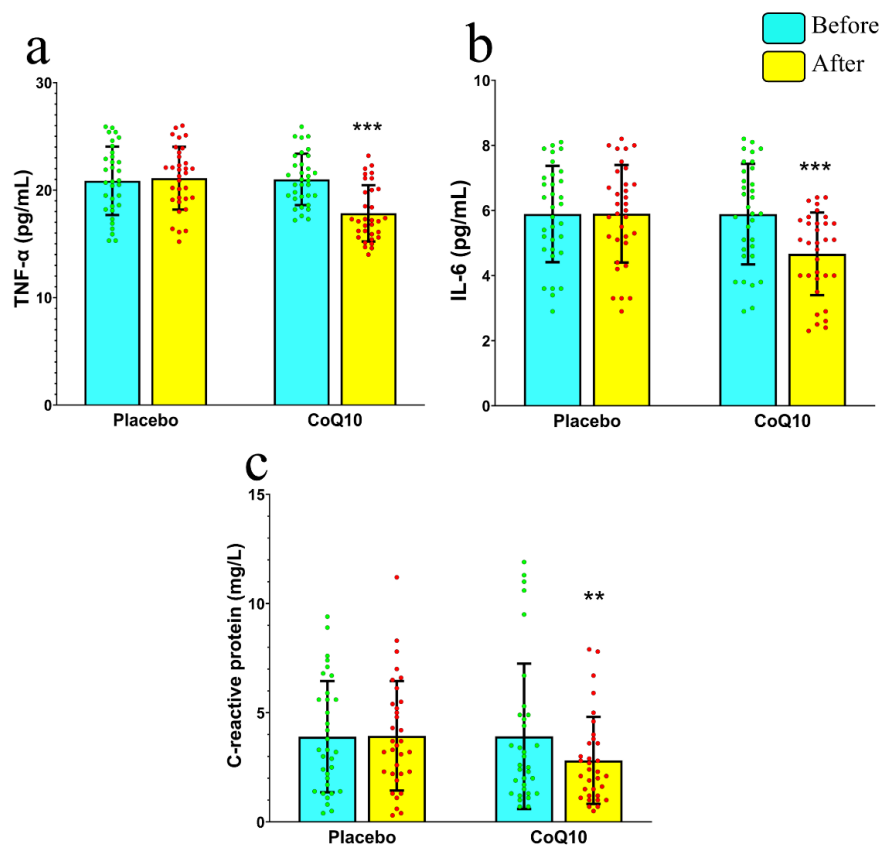 Before
After
a
TNF-α (pg/mL)
30
20
10
0
***
Placebo
CoQ10
b
IL-6 (pg/mL)
10
8
6
4
2
0
***
Placebo
CoQ10
c
C-reactive protein (mg/L)
15
10
5
0
**
Placebo
CoQ10